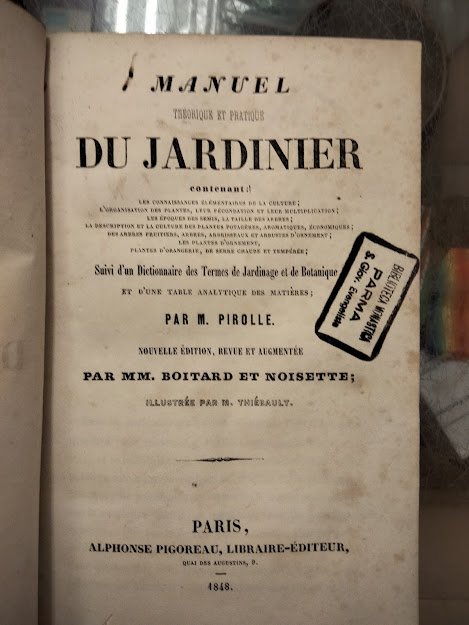 MANUEL
THÉORIQUE ET PRATIQUE
DU JARDINIER
contenant:
LES CONNAISSANCES ÉLÉMENTAIRES DE LA CULTURE;
L'ORGANISATION DES PLANTES, LEUR FÉCONDATION ET LEUR MULTIPLICATION;
LES ÉPOQUES DES SEMIS, LA TAILLE DES ARBRES;
LA DESCRIPTION ET LA CULTURE DES PLANTES POTAGÈRES, AROMATIQUES, ÉCONOMIQUES;
DES ARBRES FRUITIERS, ARBRES, ARBRISSEAUX ET ARBUSTES D'ORNEMENT;
LES PLANTES D'ORNEMENT,
PLANTES D'ORANGERIE, DE SERRE CHAUDE ET TEMPÉRÉE;
Suivi d'un Dictionnaire des Termes de Jardinage et de Botanique
ET D'UNE TABLE ANALYTIQUE DES MATIÈRES;
PAR M. PIROLLE.
NOUVELLE ÉDITION, REVUE ET AUGMENTÉE
PAR MM. BOITARD ET NOISETTE;
ILLUSTRÉE PAR M. THIÉBAULT.
BIBLIOTECA MONASTICA
PARMA
S. Giov. Evangelista
PARIS,
ALPHONSE PIGOREAU, LIBRAIRE-ÉDITEUR,
QUAI DES AUGUSTINS, 9.
1848.